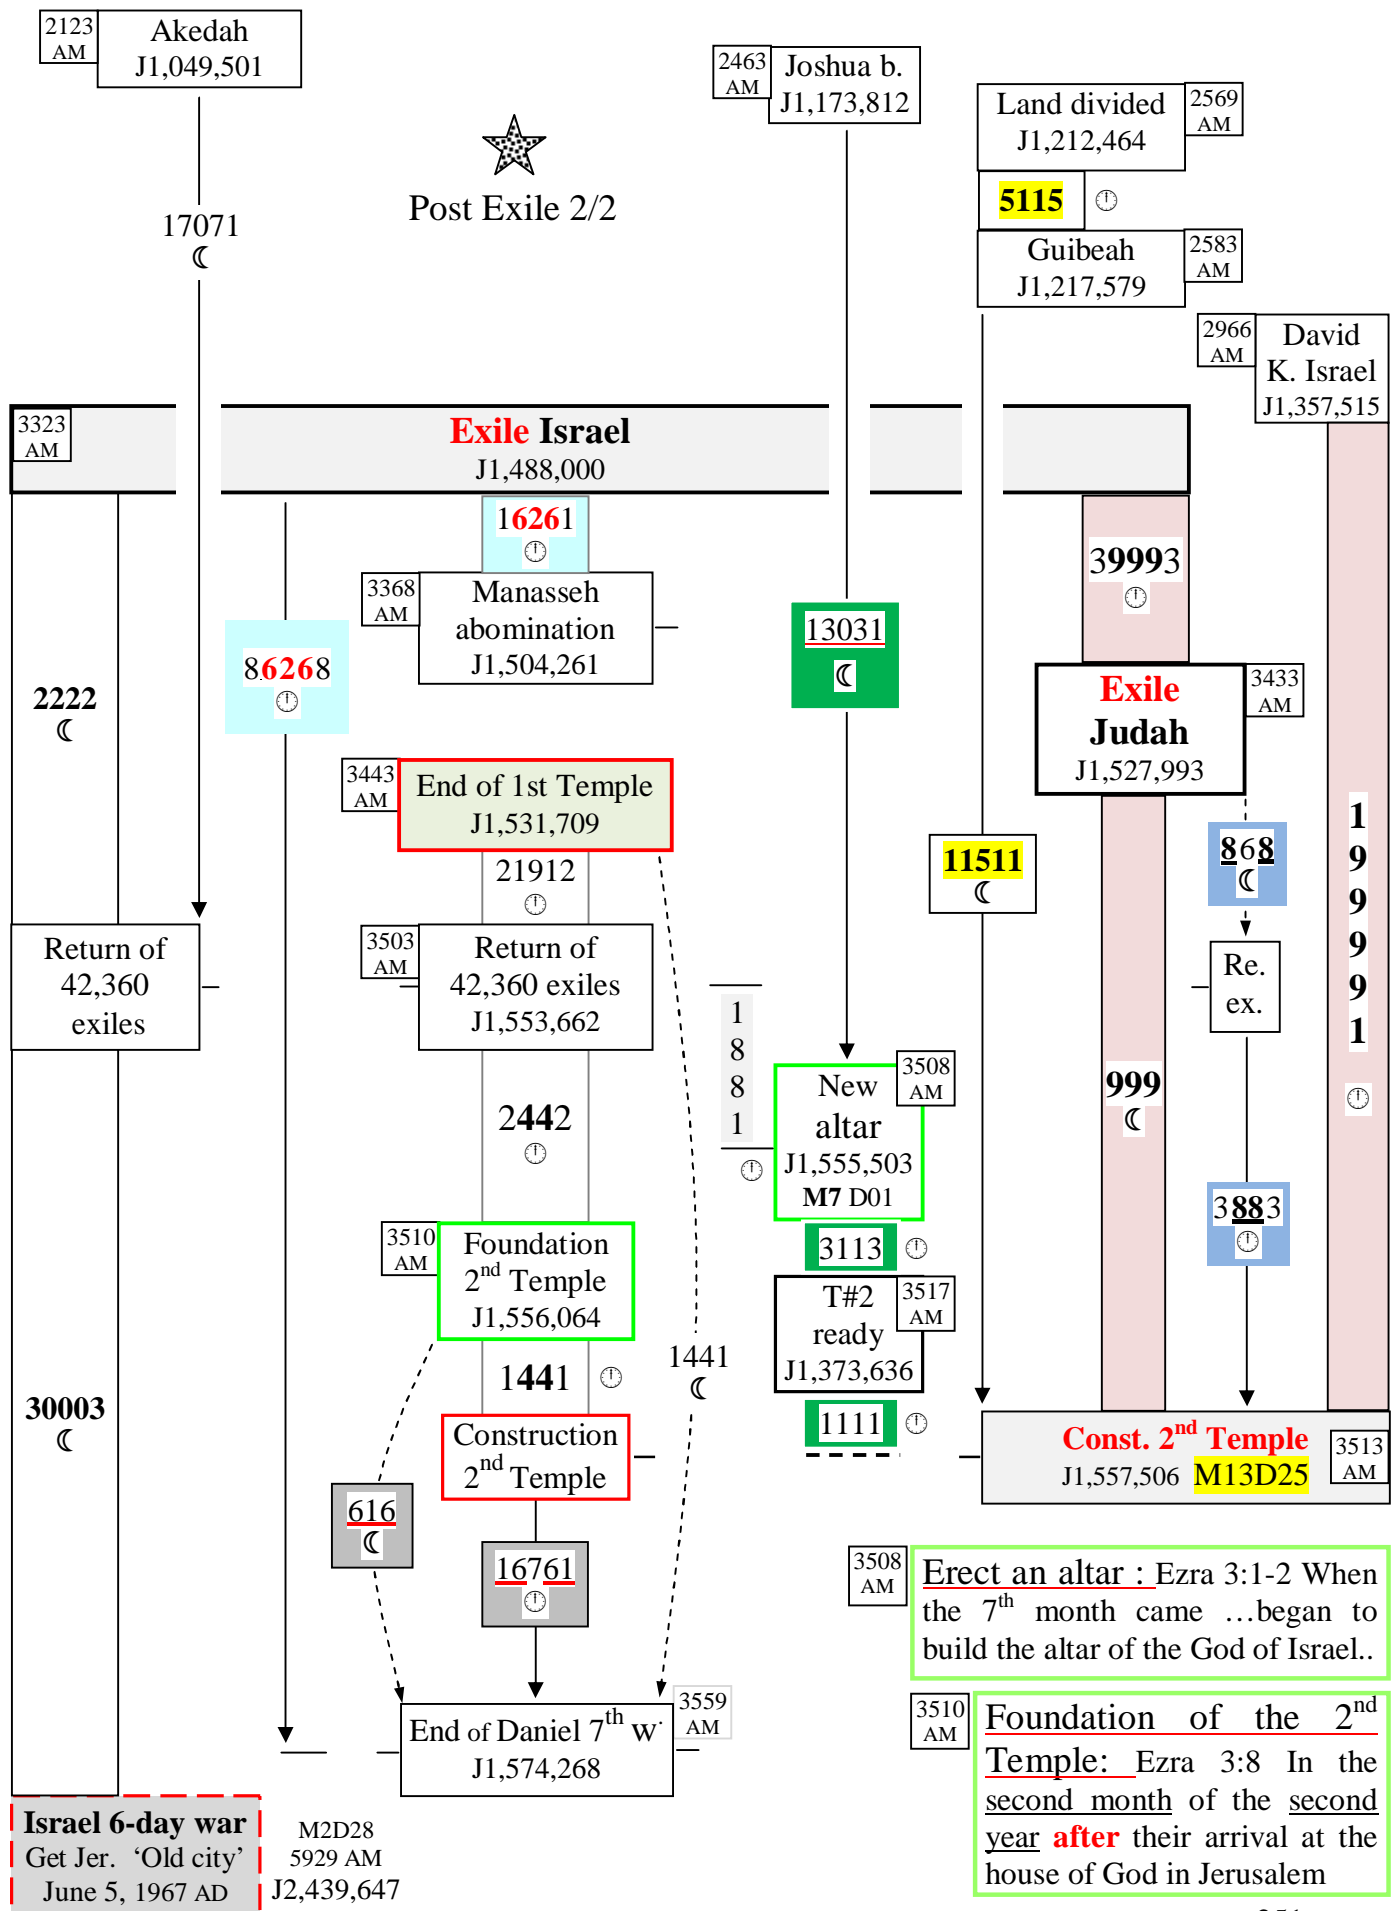 2123
AM
Akedah
J1,049,501
2463
AM
Joshua b.
J1,173,812
Land divided
J1,212,464
2569
AM
5115
Guibeah
J1,217,579
2583
AM
Post Exile 2/2
17071
2966
AM
David
K. Israel
J1,357,515
3323
AM
Exile Israel
J1,488,000
16261
39993
3368
AM
Manasseh
abomination
J1,504,261
13031
86268
2222
Exile
Judah
J1,527,993
3433
AM
3443
AM
End of 1st Temple
J1,531,709
21912
11511
868
1
9
9
9
9
1
Return of
42,360
exiles
3503
AM
Return of
42,360 exiles
J1,553,662
Re.
ex.
1
8
8
1
New
altar
J1,555,503
M7 D01
3508
AM
999
2442
3883
3510
AM
Foundation
2nd Temple
J1,556,064
3113
T#2
ready
J1,373,636
3517
AM
1441
1441
30003
1111
Construction
2nd Temple
Const. 2nd Temple
J1,557,506 M13D25
3513
AM
616
16761
3508
AM
Erect an altar : Ezra 3:1-2 When
the 7th month came …began to
build the altar of the God of Israel..
End of Daniel 7th w.
J1,574,268
3559
AM
3510
AM
Foundation of the 2nd
Temple: Ezra 3:8 In the
second month of the second
year after their arrival at the
house of God in Jerusalem
Israel 6-day war
Get Jer. ‘Old city’
June 5, 1967 AD
M2D28
5929 AM
J2,439,647